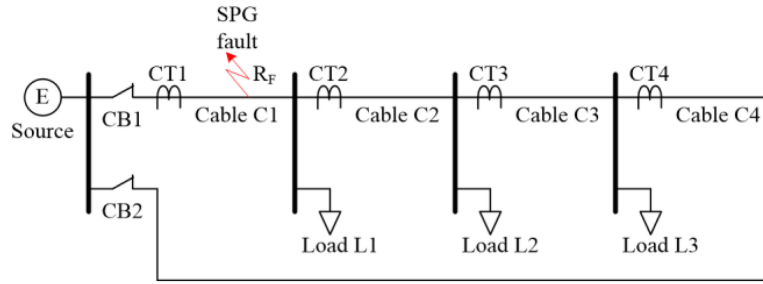 SPG
fault
R_F
CT1
CT2
CT3
CT4
E
Source
CB1
Cable C1
Cable C2
Cable C3
Cable C4
CB2
Load L1
Load L2
Load L3